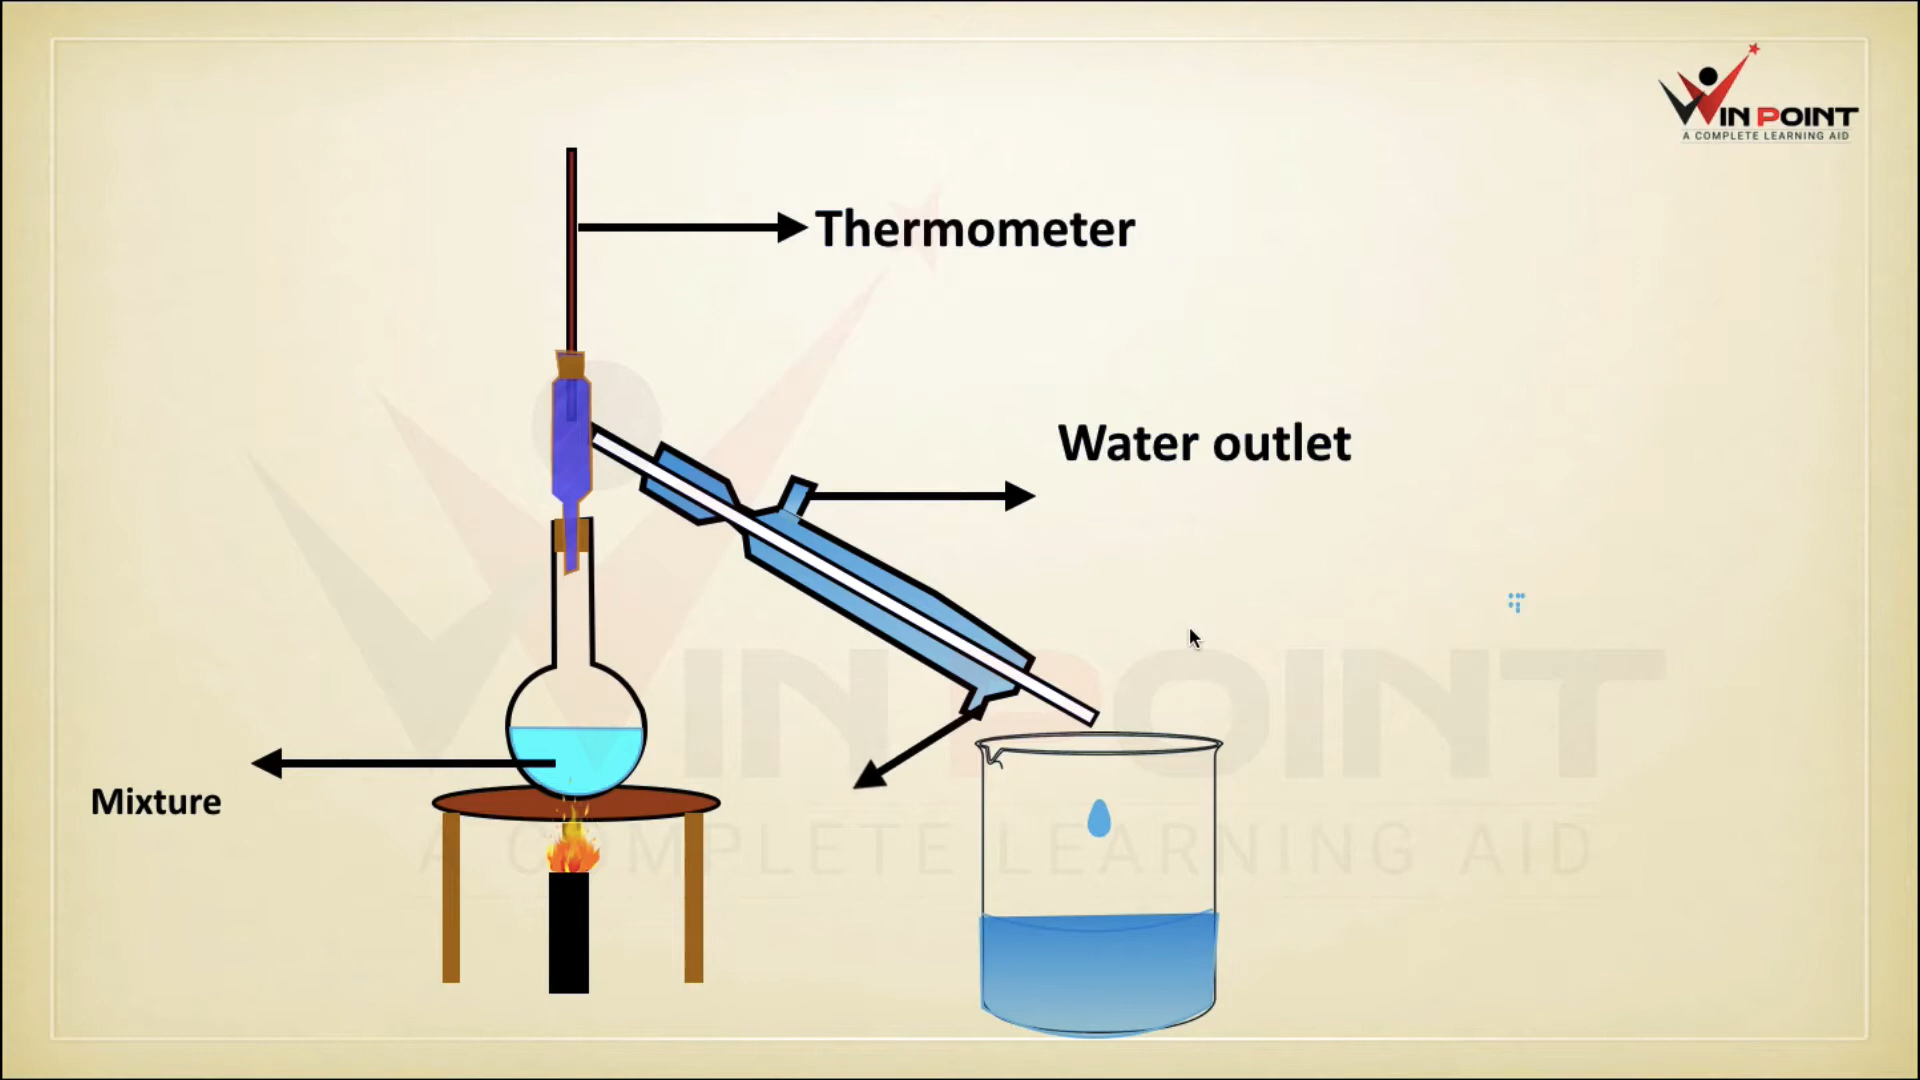 WIN POINT
A COMPLETE LEARNING AID
Thermometer
Water outlet
WIN POINT
Mixture
A COMPLETE LEARNING AID